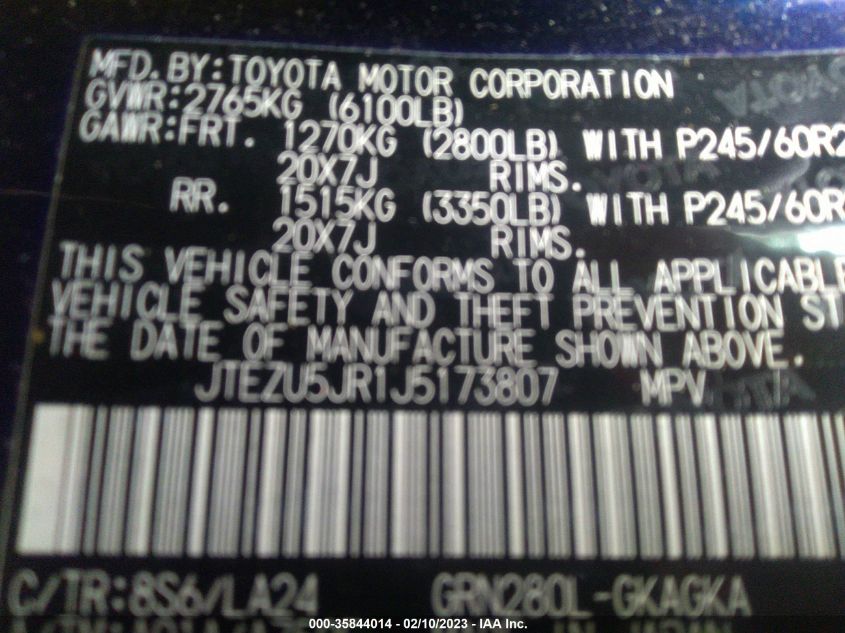 MFD. BY: TOYOTA MOTOR CORPORATION
GVWR: 2765KG (6100LB)
GAWR: FRT. 1270KG (2800LB) WITH P245/60R2
20X7J RIMS.
RR. 1515KG (3350LB) WITH P245/60R
20X7J RIMS.
THIS VEHICLE CONFORMS TO ALL APPLICABLE
VEHICLE SAFETY AND THEFT PREVENTION ST
THE DATE OF MANUFACTURE SHOWN ABOVE.
JTEZU5JR1J5173807 MPV
C/TR: 8S6/LA24 GRN280L-GKAGKA
000-35844014 - 02/10/2023 - IAA Inc.